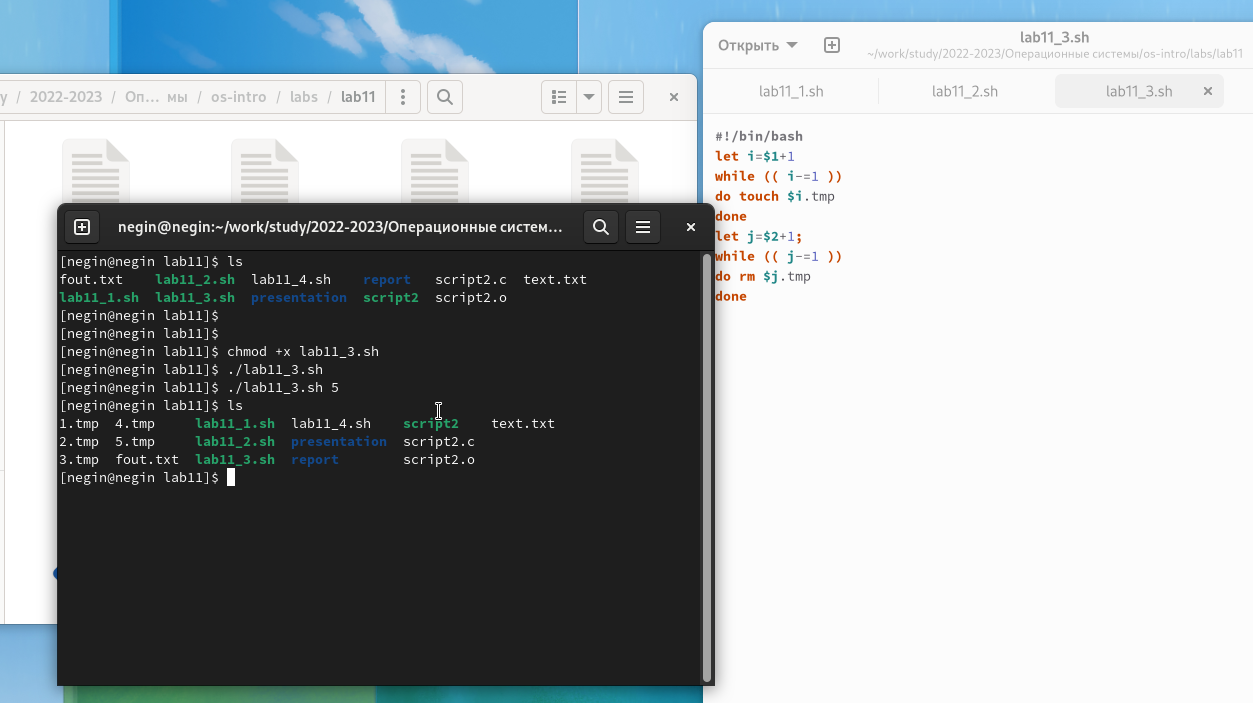 y / 2022-2023 / Оп… мы / os-intro / labs / lab11
negin@negin:~/work/study/2022-2023/Операционные систем…
[negin@negin lab11]$ ls
fout.txt    lab11_2.sh  lab11_4.sh    report   script2.c  text.txt
lab11_1.sh  lab11_3.sh  presentation  script2  script2.o
[negin@negin lab11]$
[negin@negin lab11]$
[negin@negin lab11]$ chmod +x lab11_3.sh
[negin@negin lab11]$ ./lab11_3.sh
[negin@negin lab11]$ ./lab11_3.sh 5
[negin@negin lab11]$ ls
1.tmp  4.tmp     lab11_1.sh  lab11_4.sh    script2    text.txt
2.tmp  5.tmp     lab11_2.sh  presentation  script2.c
3.tmp  fout.txt  lab11_3.sh  report        script2.o
[negin@negin lab11]$
Открыть
lab11_3.sh
~/work/study/2022-2023/Операционные системы/os-intro/labs/lab11
lab11_1.sh lab11_2.sh lab11_3.sh
#!/bin/bash
let i=$1+1
while (( i-=1 ))
do touch $i.tmp
done
let j=$2+1;
while (( j-=1 ))
do rm $j.tmp
done